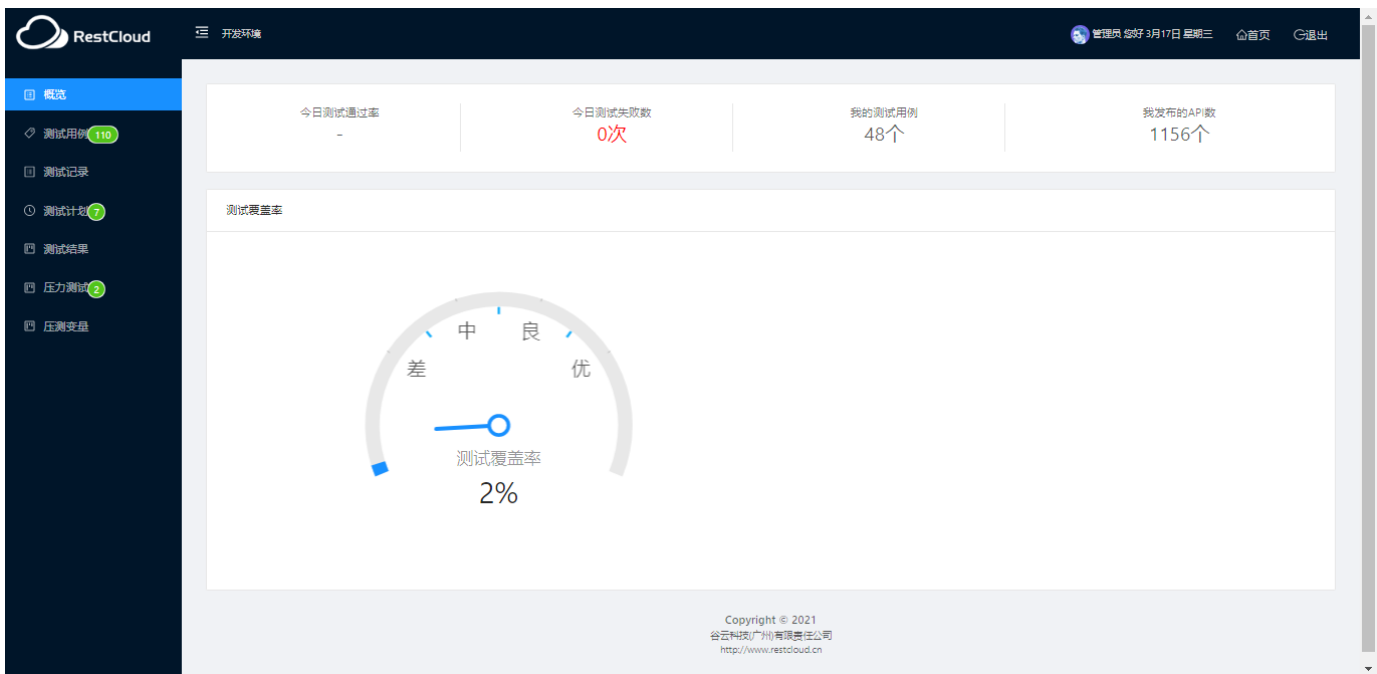 RestCloud
开发环境
管理员 您好 3月17日 星期三
首页
退出
概览
测试用例 110
测试记录
测试计划 7
测试结果
压力测试 2
压测变量
今日测试通过率
-
今日测试失败数
0次
我的测试用例
48个
我发布的API数
1156个
测试覆盖率
差
中
良
优
测试覆盖率
2%
Copyright © 2021
谷云科技(广州)有限责任公司
http://www.restcloud.cn